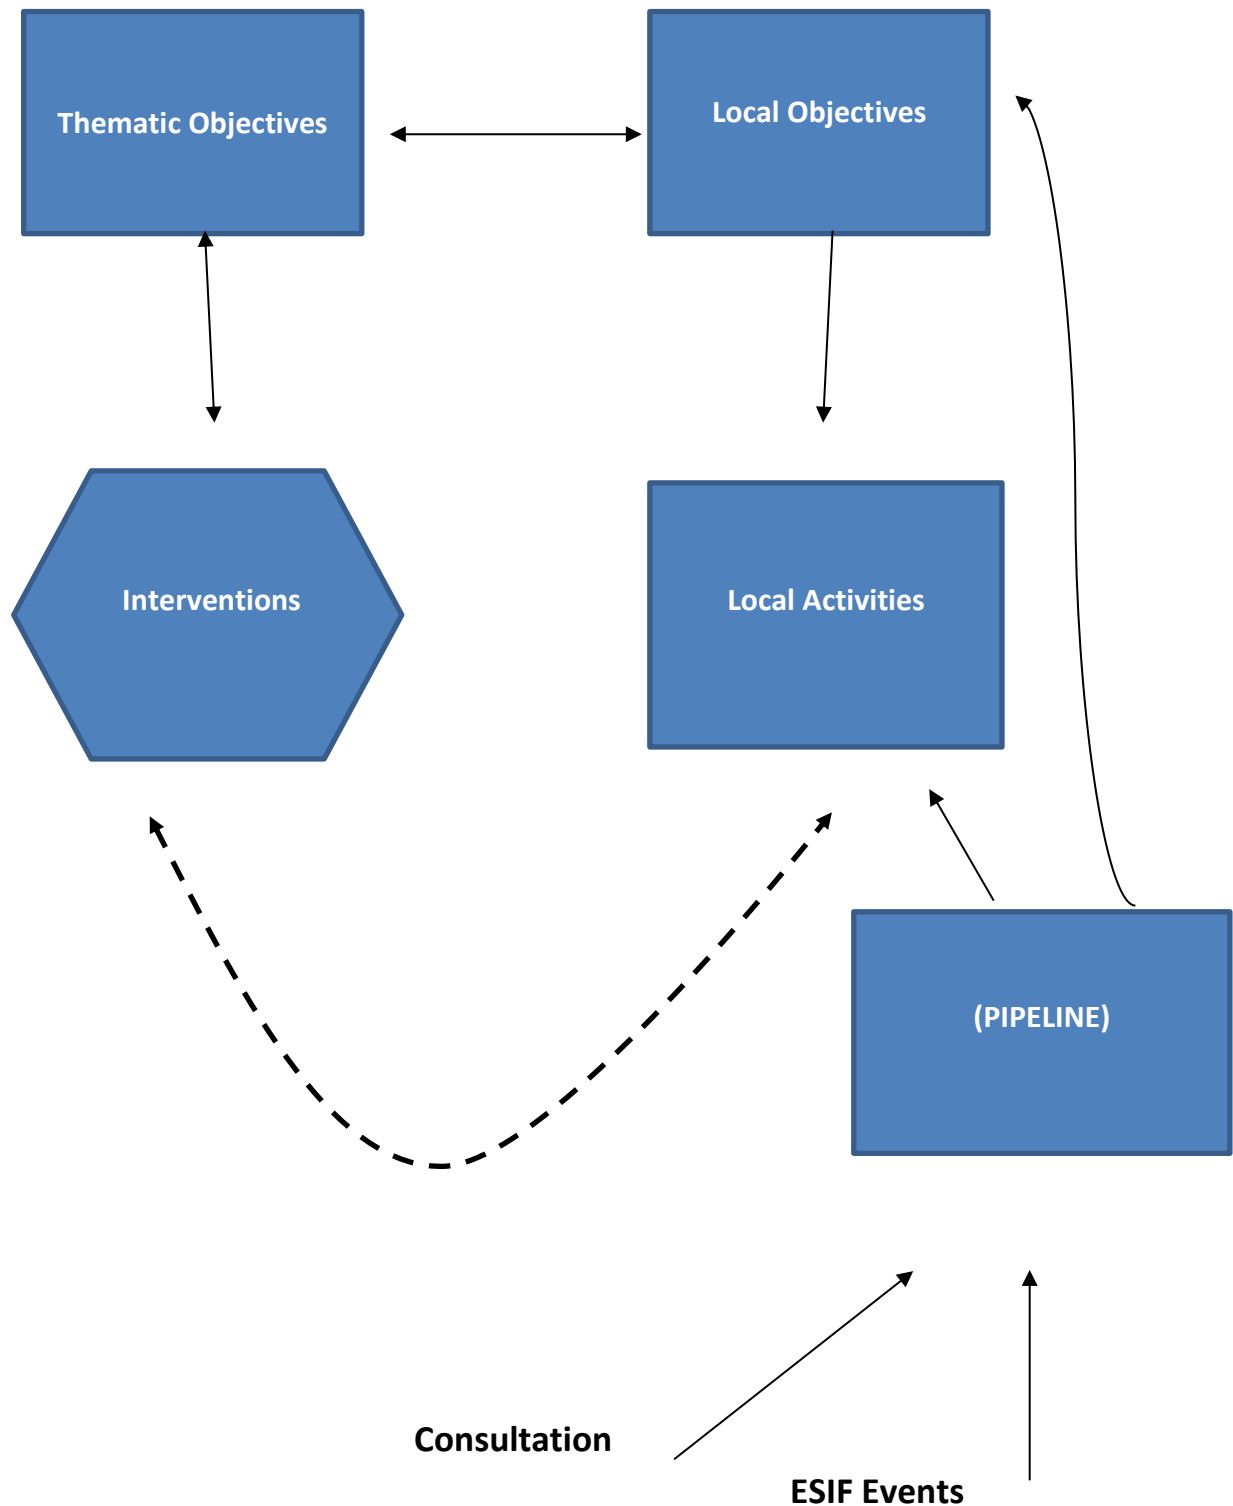 Thematic Objectives
Local Objectives
Interventions
Local Activities
(PIPELINE)
Consultation
ESIF Events